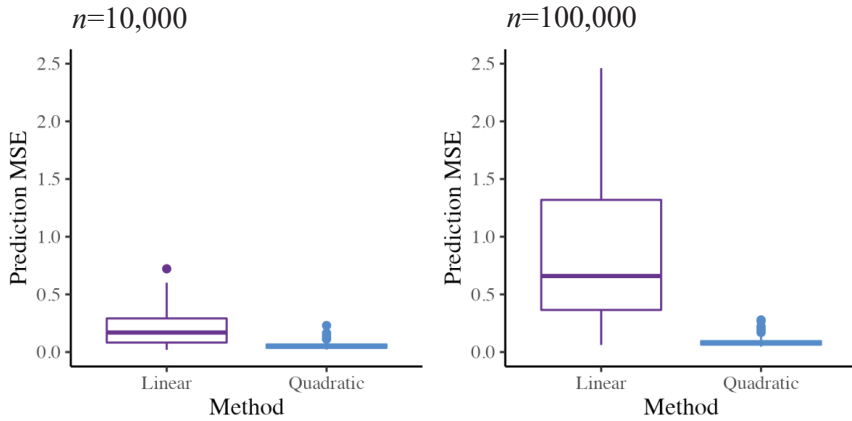 n=10,000
Prediction MSE
2.5
2.0
1.5
1.0
0.5
0.0
Linear Quadratic
Method
n=100,000
Prediction MSE
2.5
2.0
1.5
1.0
0.5
0.0
Linear Quadratic
Method